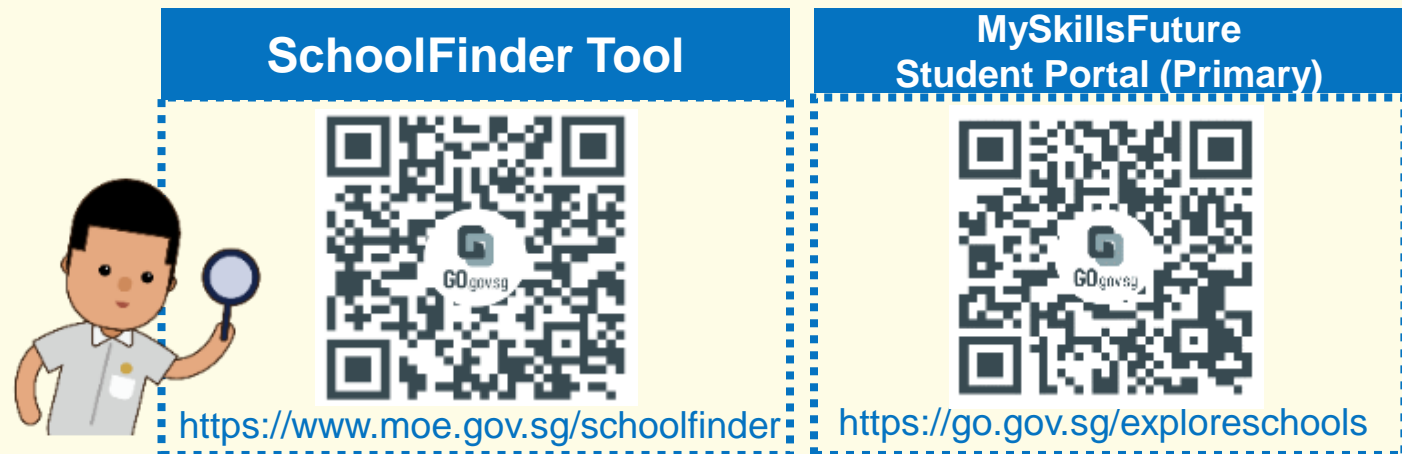 SchoolFinder Tool
MySkillsFuture
Student Portal (Primary)
GOgovsg
GOgovsg
https://www.moe.gov.sg/schoolfinder
https://go.gov.sg/exploreschools